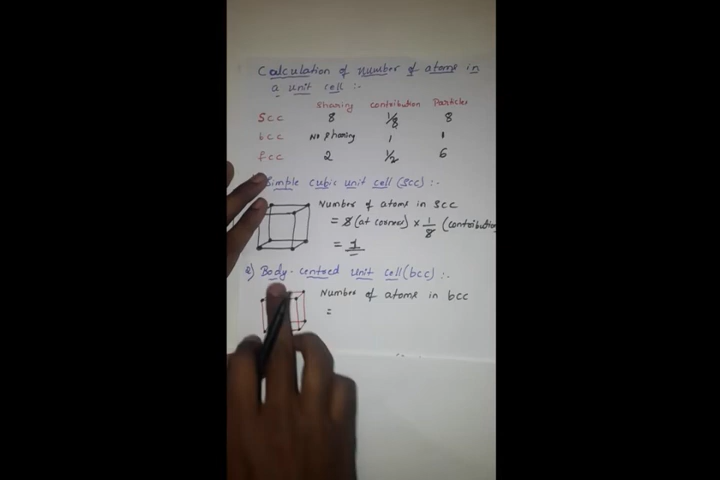 Calculation of number of atoms in
a unit cell :-
Sharing contribution Particles
Scc 8 1/8 8
bcc No sharing 1 1
fcc 2 1/2 6
Simple cubic unit cell (scc) :-
Number of atoms in scc
= 8 (at corner) × 1/8 (contribution
= 1
2) Body-centred unit cell (bcc) :-
Number of atoms in bcc
=